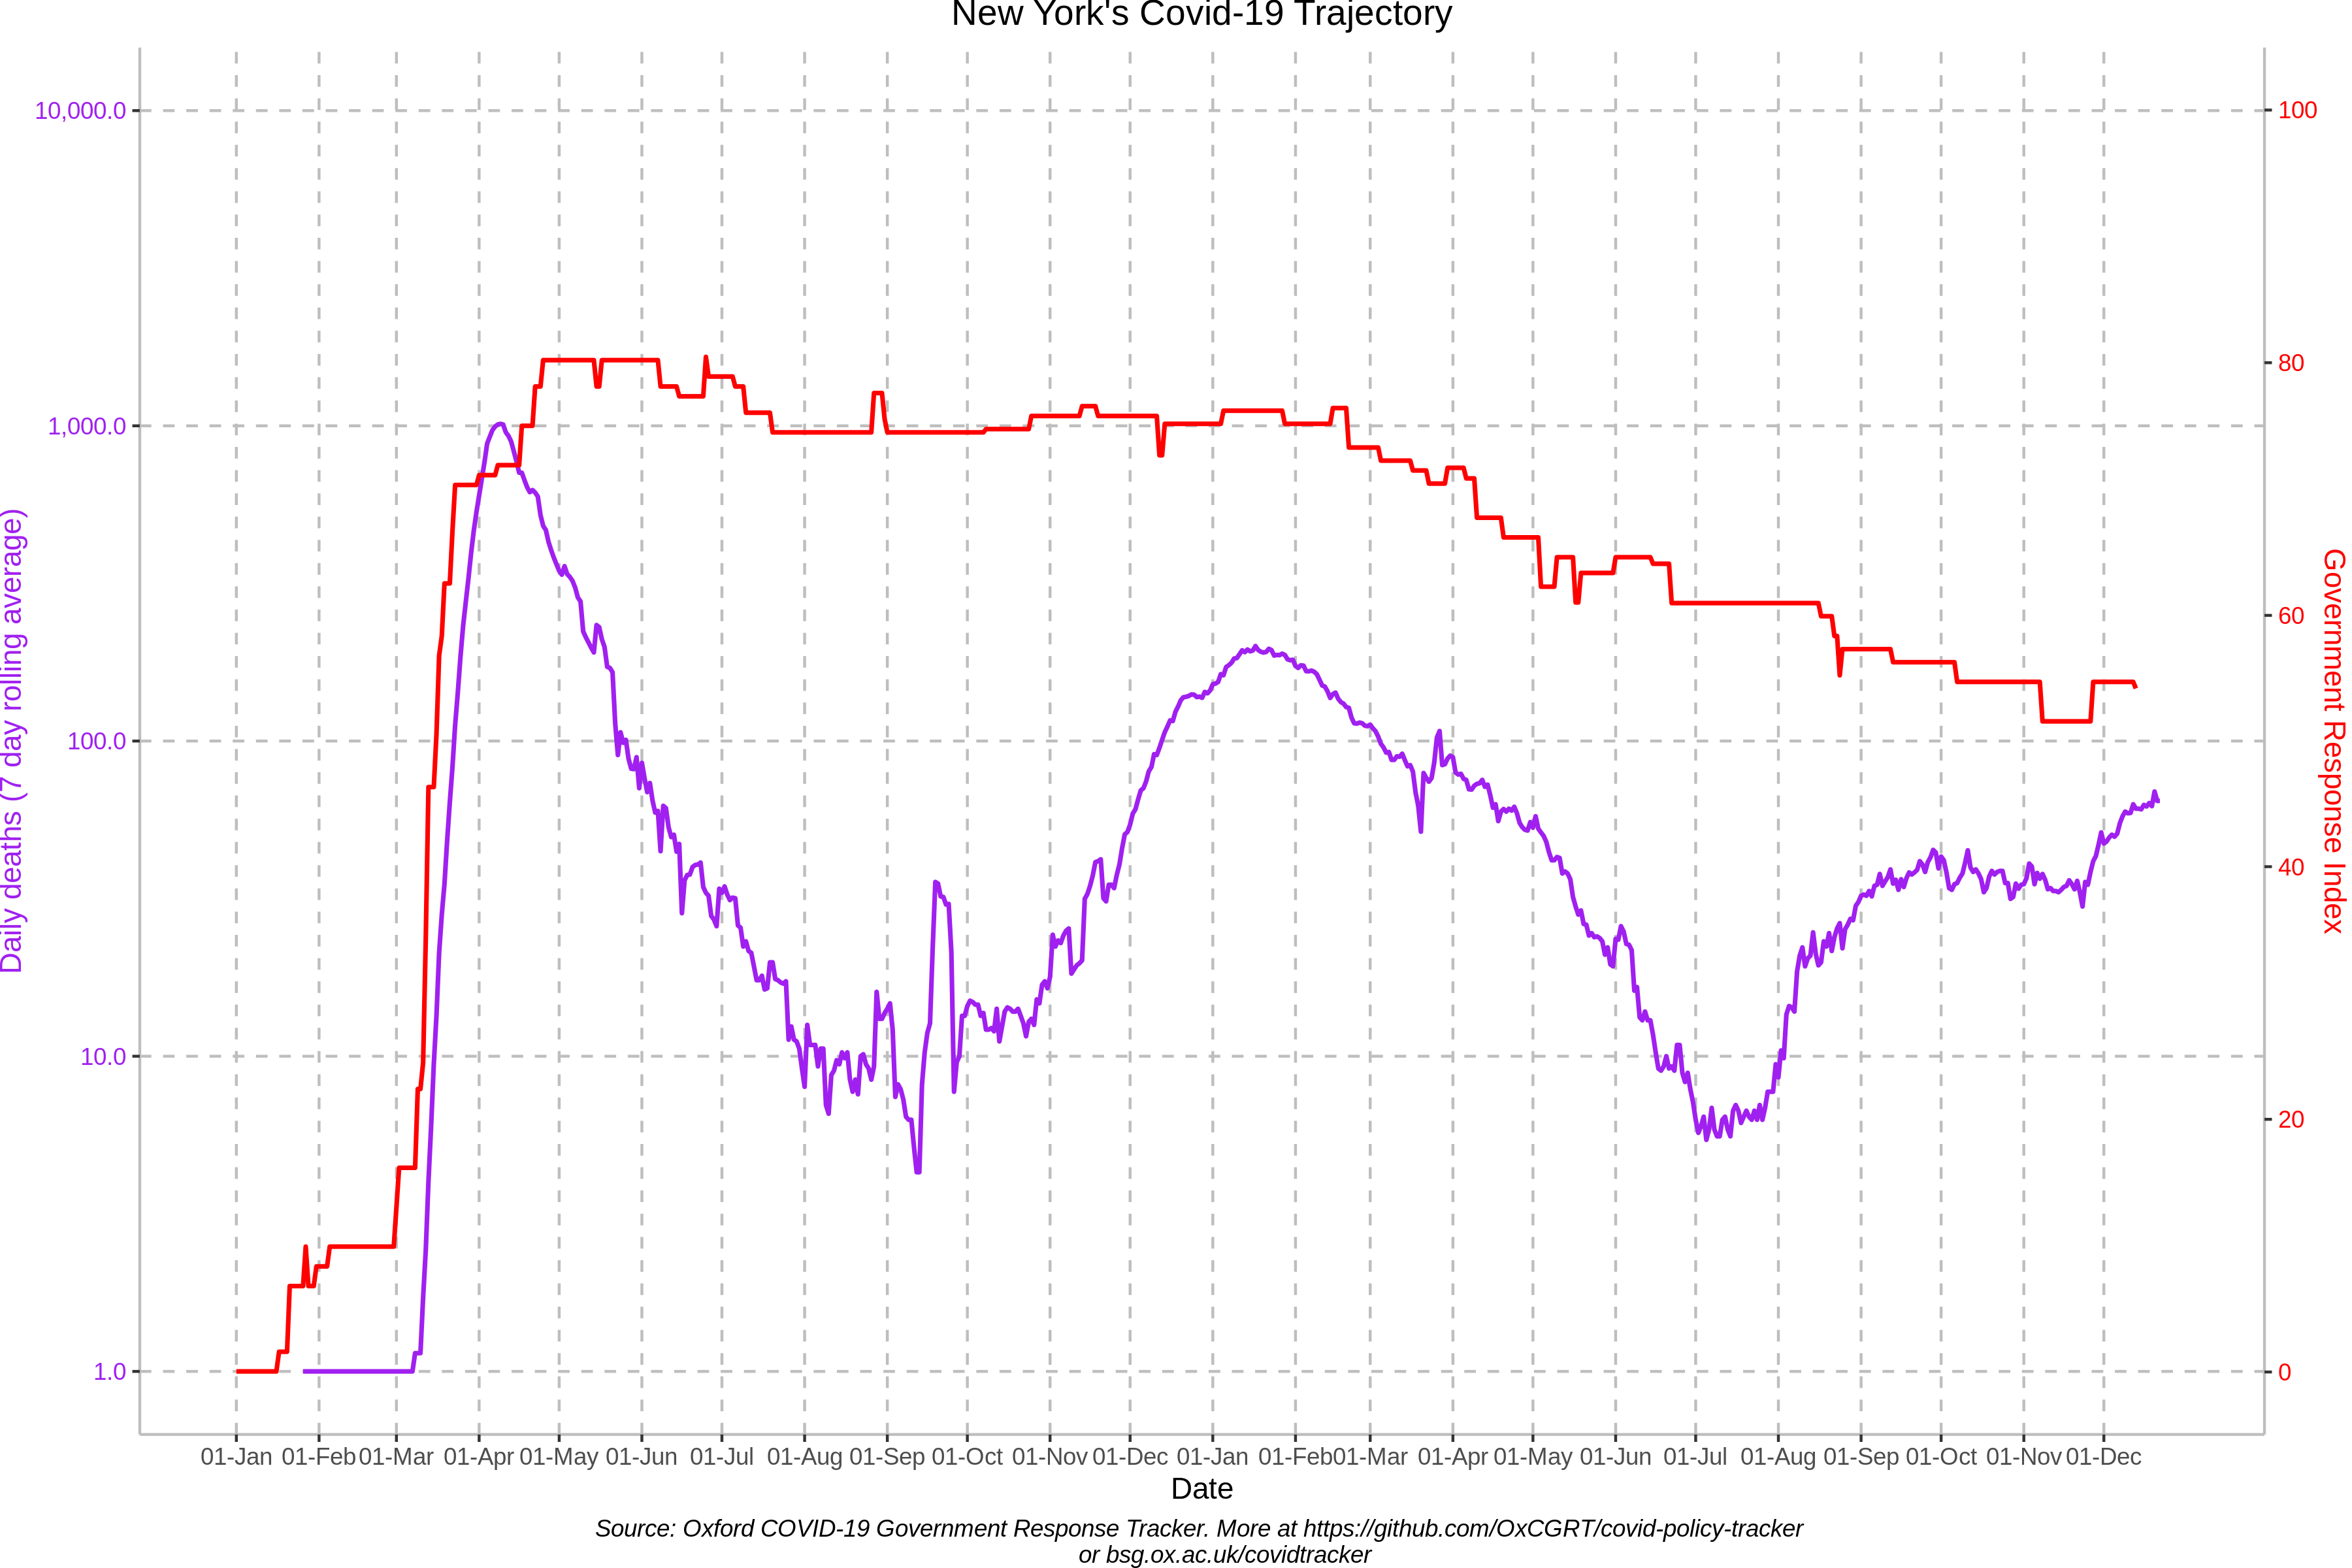 New York's Covid-19 Trajectory
10,000.0
1,000.0
100.0
10.0
1.0
Daily deaths (7 day rolling average)
100
80
60
40
20
0
Government Response Index
01-Jan 01-Feb 01-Mar 01-Apr 01-May 01-Jun 01-Jul 01-Aug 01-Sep 01-Oct 01-Nov 01-Dec 01-Jan 01-Feb 01-Mar 01-Apr 01-May 01-Jun 01-Jul 01-Aug 01-Sep 01-Oct 01-Nov 01-Dec
Date
Source: Oxford COVID-19 Government Response Tracker. More at https://github.com/OxCGRT/covid-policy-tracker
or bsg.ox.ac.uk/covidtracker